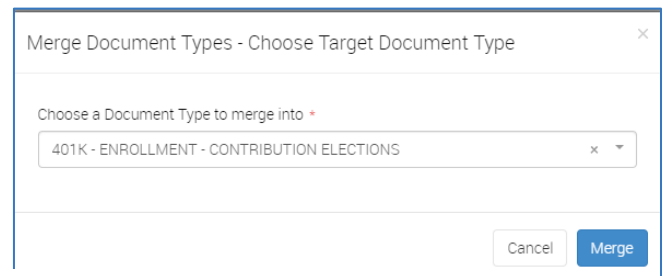 Merge Document Types - Choose Target Document Type ×
Choose a Document Type to merge into *
401K - ENROLLMENT - CONTRIBUTION ELECTIONS ×
Cancel Merge